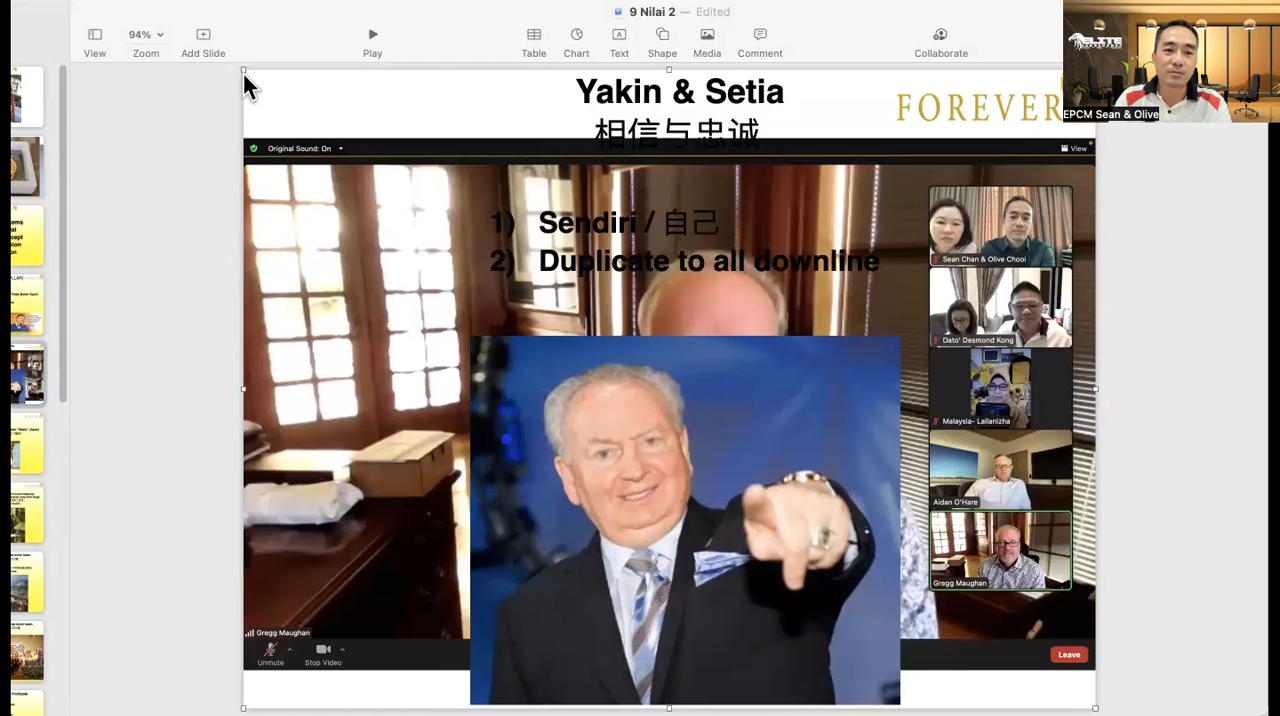 9 Nilai 2 — Edited
94%
View
Zoom
Add Slide
Play
Table
Chart
Text
Shape
Media
Comment
Collaborate
ELITE
EPCM Sean & Olive
Yakin & Setia
相信与忠诚
FOREVER
Original Sound: On
View
1) Sendiri / 自己
2) Duplicate to all downline
Sean Chan & Olive Chooi
Dato' Desmond Kong
Malaysia- Lailanizha
Aidan O'Hare
Gregg Maughan
Gregg Maughan
Unmute
Stop Video
Leave